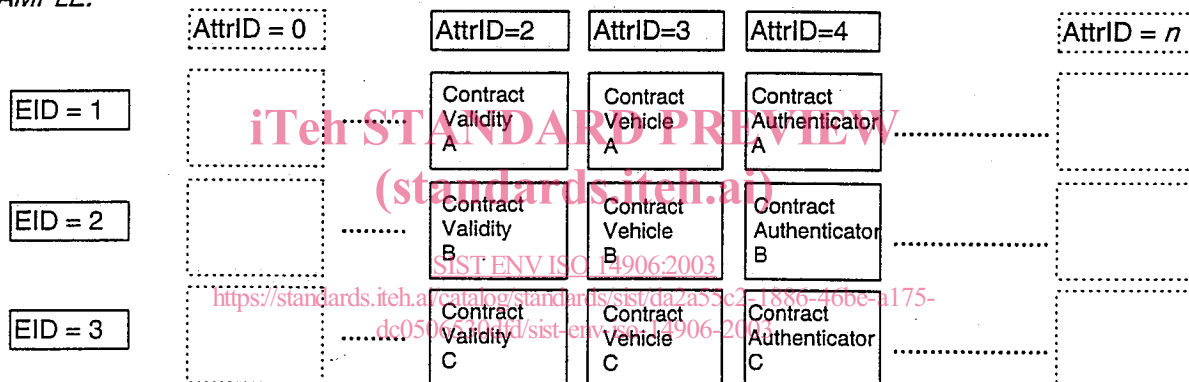 AttrID = 0 AttrID=2 AttrID=3 AttrID=4 AttrID = n
EID = 1
Contract Validity A
Contract Vehicle A
Contract Authenticator A
iTeh STANDARD PREVIEW
(standards.iteh.ai)
EID = 2
Contract Validity B
Contract Vehicle B
Contract Authenticator B
SIST ENV ISO 14906:2003
https://standards.iteh.ai/catalog/standards/sist/da2a55c2-1886-46be-a175-
dc0506530dfd/sist-env-iso-14906-2003
EID = 3
Contract Validity C
Contract Vehicle C
Contract Authenticator C